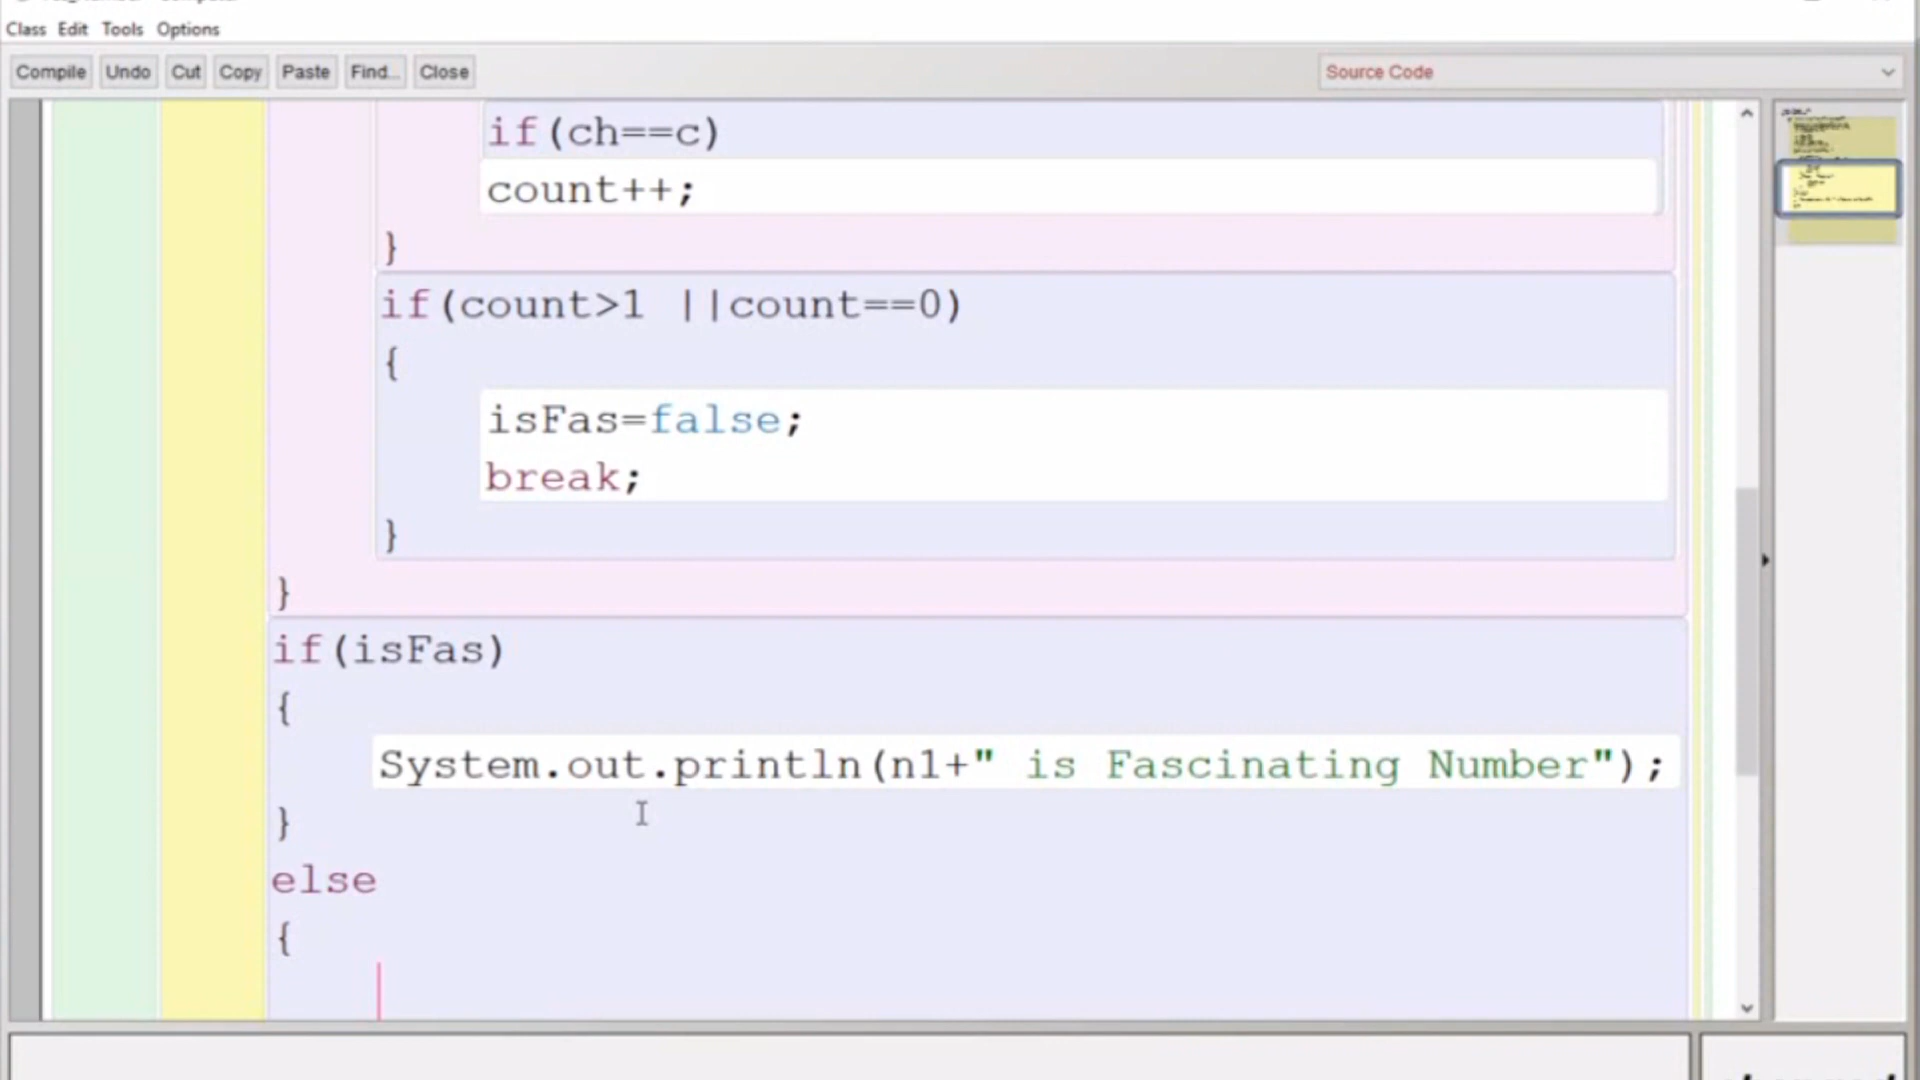 Class Edit Tools Options
Compile Undo Cut Copy Paste Find... Close Source Code
if(ch==c)
count++;
}
if(count>1 ||count==0)
{
isFas=false;
break;
}
}
if(isFas)
{
System.out.println(n1+" is Fascinating Number");
}
else
{